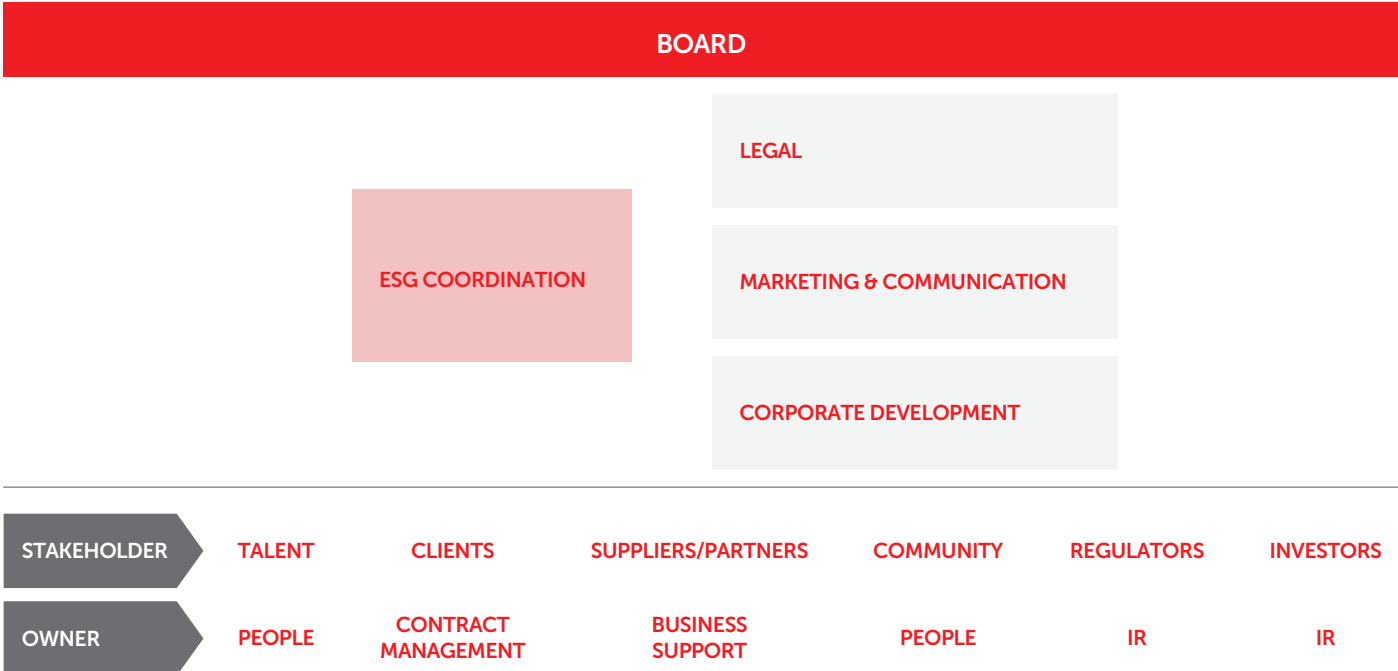 BOARD
LEGAL
ESG COORDINATION
MARKETING & COMMUNICATION
CORPORATE DEVELOPMENT
STAKEHOLDER TALENT CLIENTS SUPPLIERS/PARTNERS COMMUNITY REGULATORS INVESTORS
OWNER PEOPLE CONTRACT MANAGEMENT BUSINESS SUPPORT PEOPLE IR IR